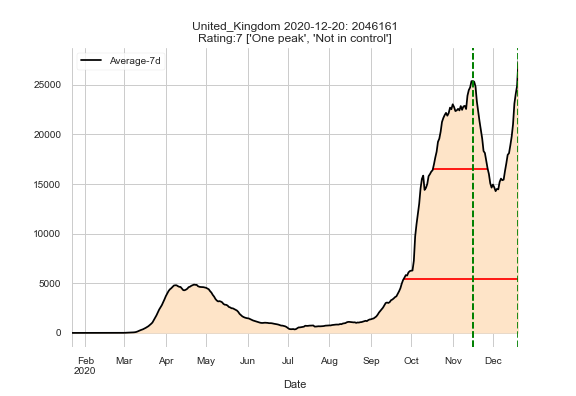 United_Kingdom 2020-12-20: 2046161
Rating:7 ['One peak', 'Not in control']
Average-7d
25000
20000
15000
10000
5000
0
Feb Mar Apr May Jun Jul Aug Sep Oct Nov Dec
2020
Date